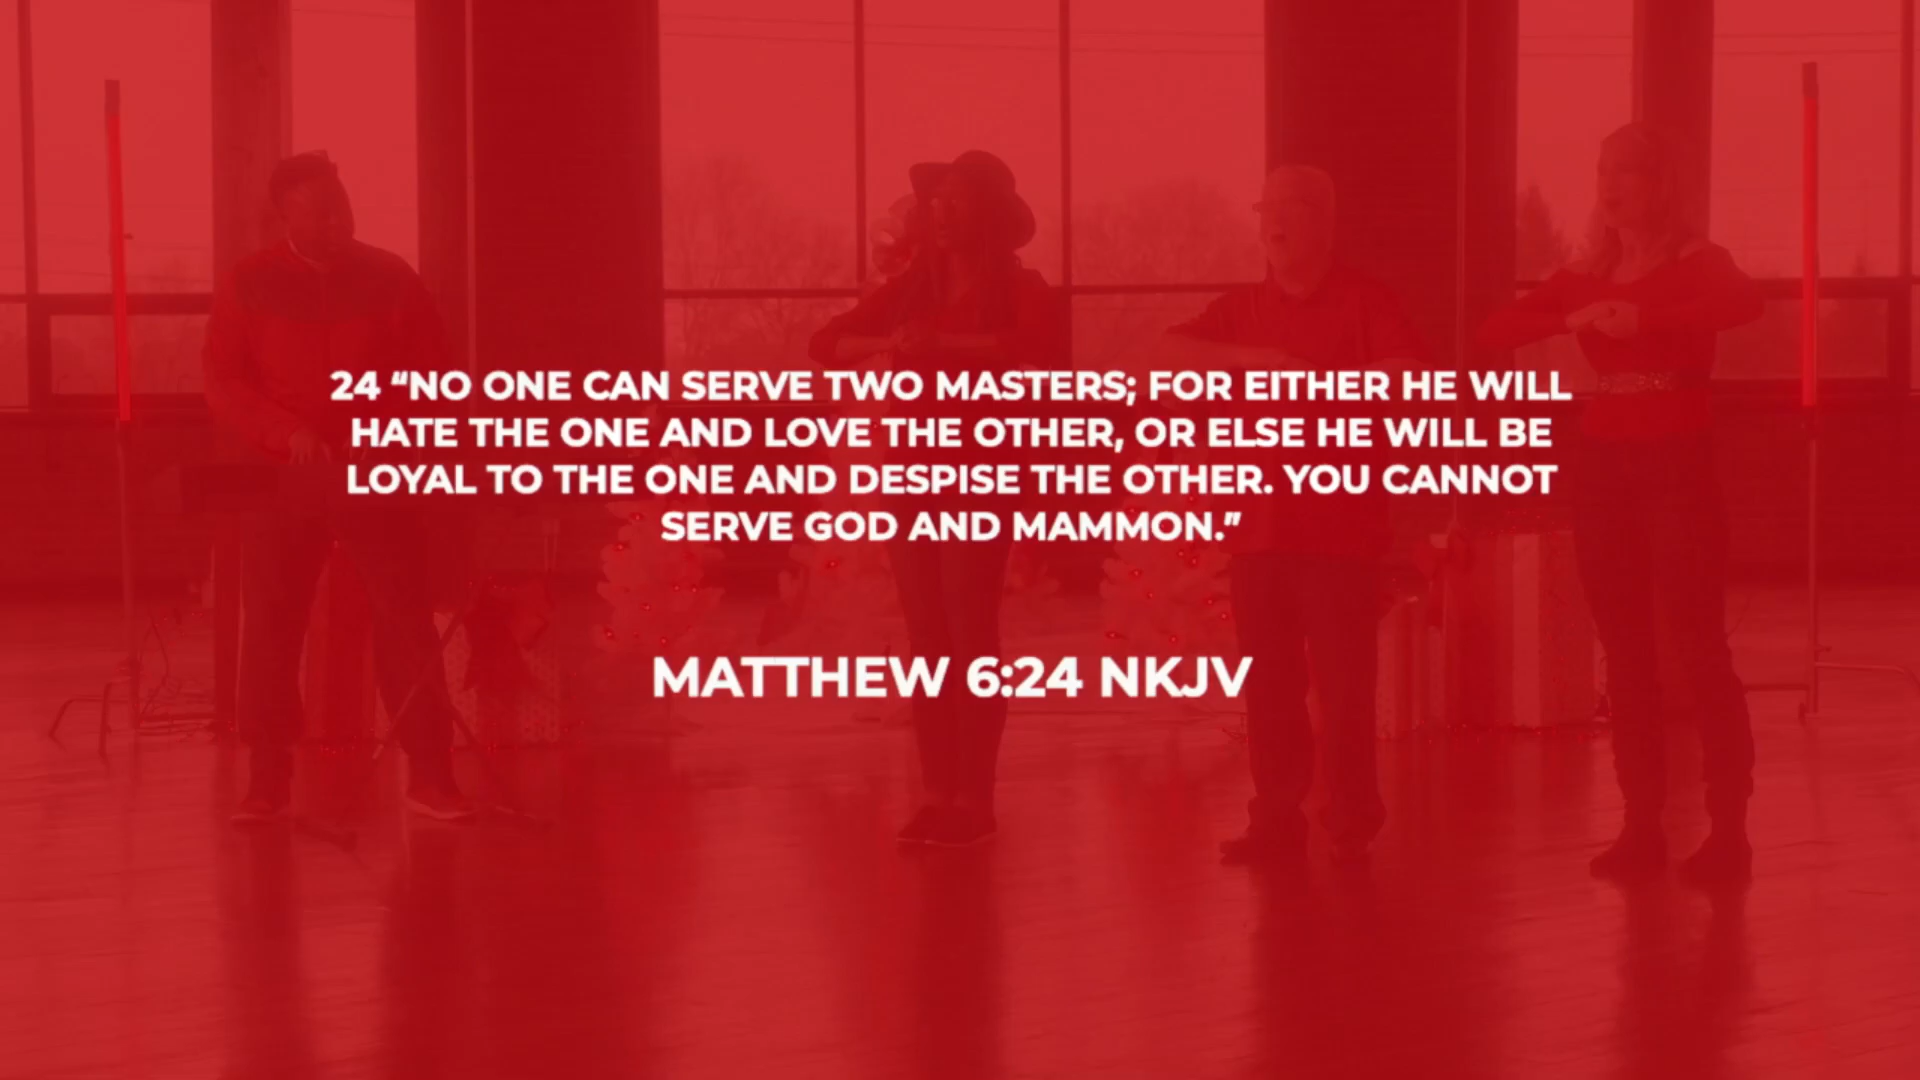 24 “NO ONE CAN SERVE TWO MASTERS; FOR EITHER HE WILL
HATE THE ONE AND LOVE THE OTHER, OR ELSE HE WILL BE
LOYAL TO THE ONE AND DESPISE THE OTHER. YOU CANNOT
SERVE GOD AND MAMMON.”
MATTHEW 6:24 NKJV